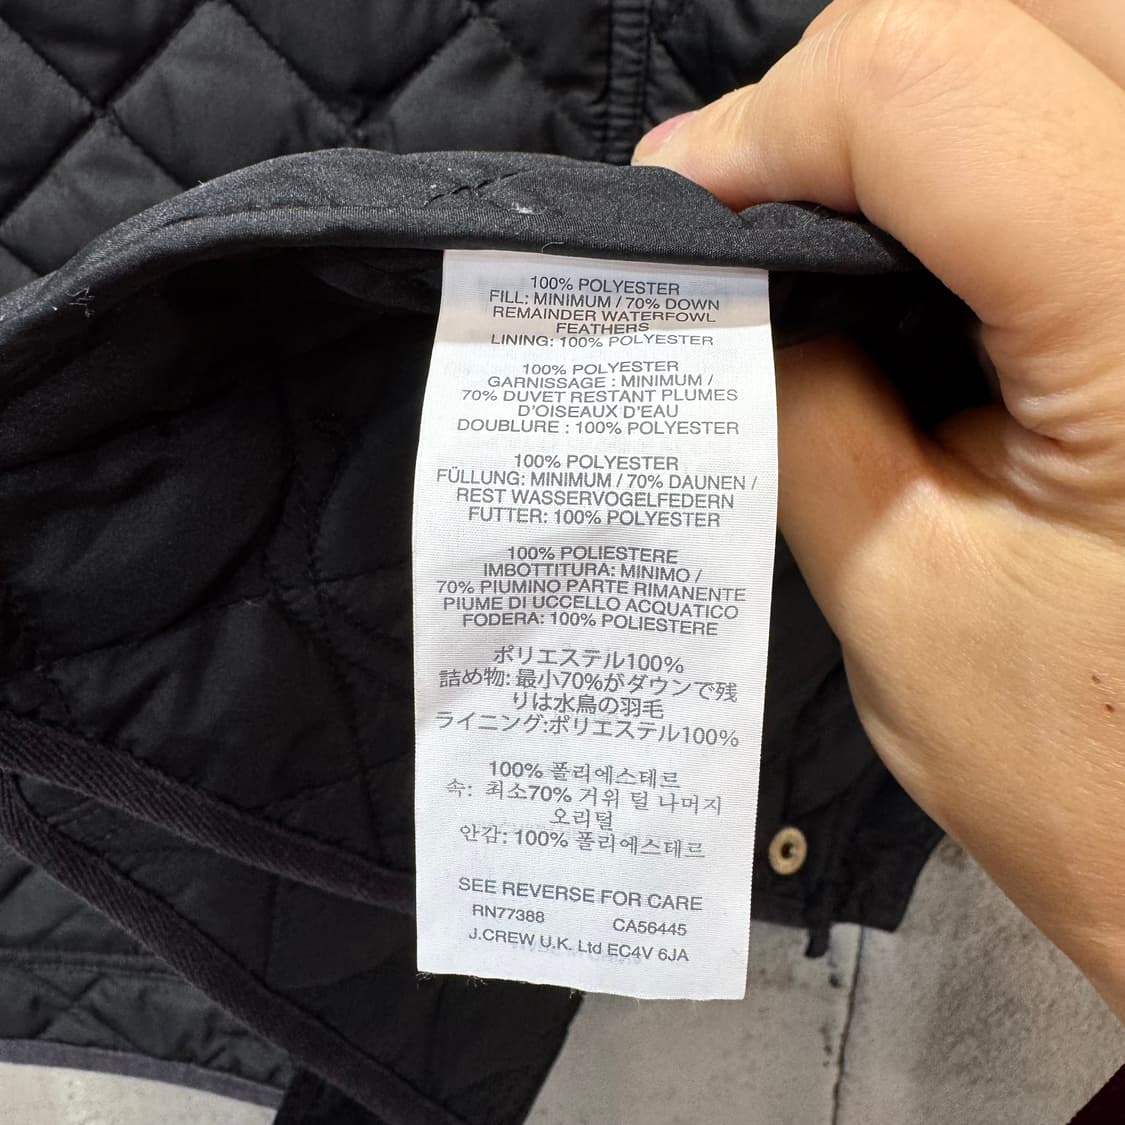 100% POLYESTER
FILL: MINIMUM / 70% DOWN
REMAINDER WATERFOWL
FEATHERS
LINING: 100% POLYESTER
100% POLYESTER
GARNISSAGE : MINIMUM /
70% DUVET RESTANT PLUMES
D'OISEAUX D'EAU
DOUBLURE : 100% POLYESTER
100% POLYESTER
FÜLLUNG: MINIMUM / 70% DAUNEN /
REST WASSERVOGELFEDERN
FUTTER: 100% POLYESTER
100% POLIESTERE
IMBOTTITURA: MINIMO /
70% PIUMINO PARTE RIMANENTE
PIUME DI UCCELLO ACQUATICO
FODERA: 100% POLIESTERE
ポリエステル100%
詰め物: 最小70%がダウンで残
りは水鳥の羽毛
ライニング:ポリエステル100%
100% 폴리에스테르
속: 최소70% 거위 털 나머지
오리털
안감: 100% 폴리에스테르
SEE REVERSE FOR CARE
RN77388 CA56445
J.CREW U.K. Ltd EC4V 6JA